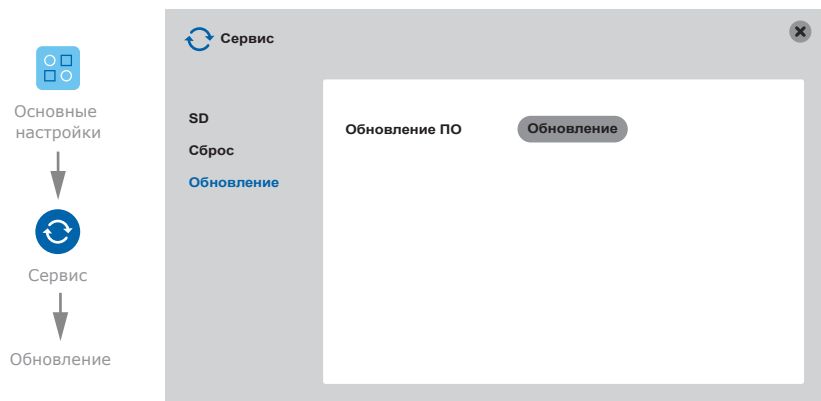 Основные
настройки
Сервис
Обновление
Сервис
SD
Сброс
Обновление
Обновление ПО
Обновление